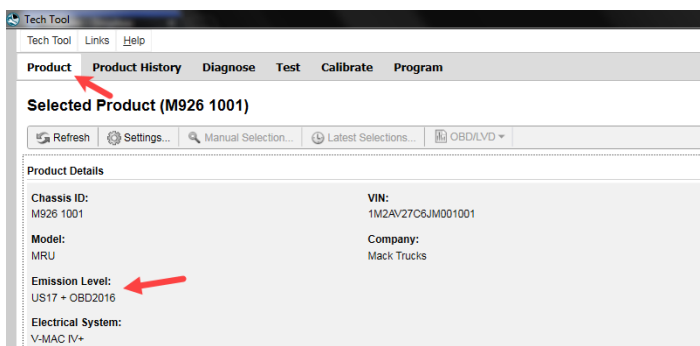 Tech Tool
Tech Tool Links Help
Product Product History Diagnose Test Calibrate Program
Selected Product (M926 1001)
Refresh Settings... Manual Selection... Latest Selections... OBD/LVD
Product Details
Chassis ID: VIN:
M926 1001 1M2AV27C6JM001001
Model: Company:
MRU Mack Trucks
Emission Level:
US17 + OBD2016
Electrical System:
V-MAC IV+